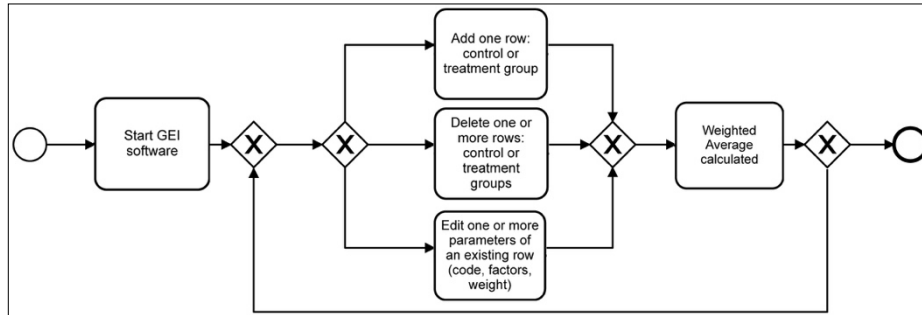 Start GEI
software
X
X
Add one row:
control or
treatment group
Delete one or
more rows:
control or
treatment
groups
Edit one or more
parameters of
an existing row
(code, factors,
weight)
X
Weighted
Average
calculated
X